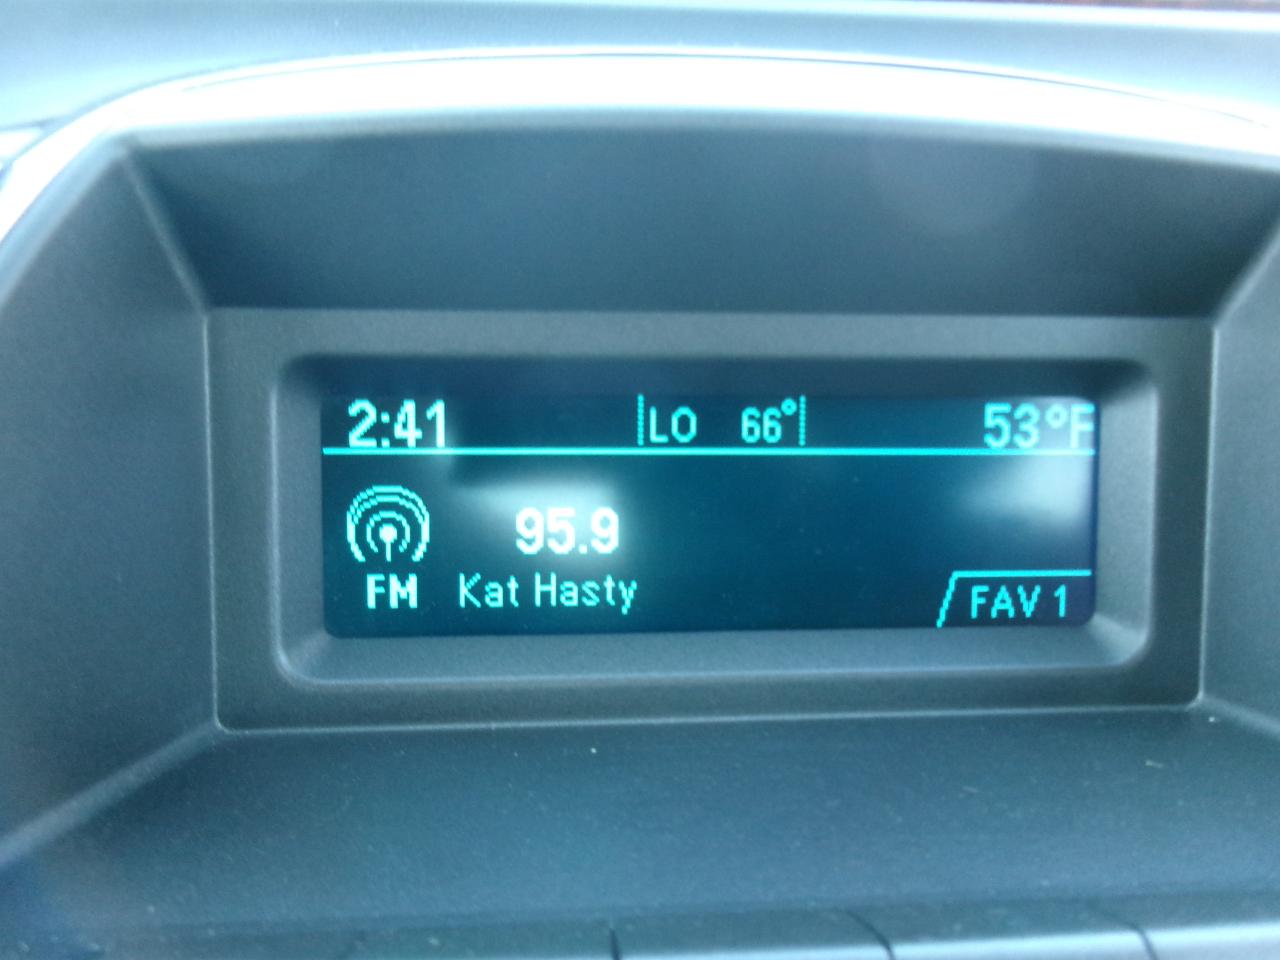 2:41 LO 66° 53°F
95.9
FM Kat Hasty FAV 1